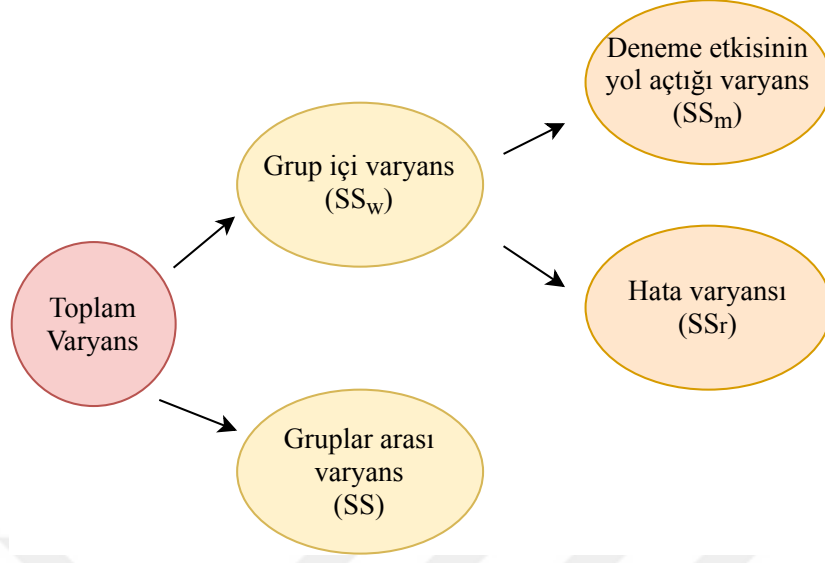 Deneme etkisinin
yol açtığı varyans
(SSm)
Grup içi varyans
(SSw)
Toplam
Varyans
Hata varyansı
(SSr)
Gruplar arası
varyans
(SS)